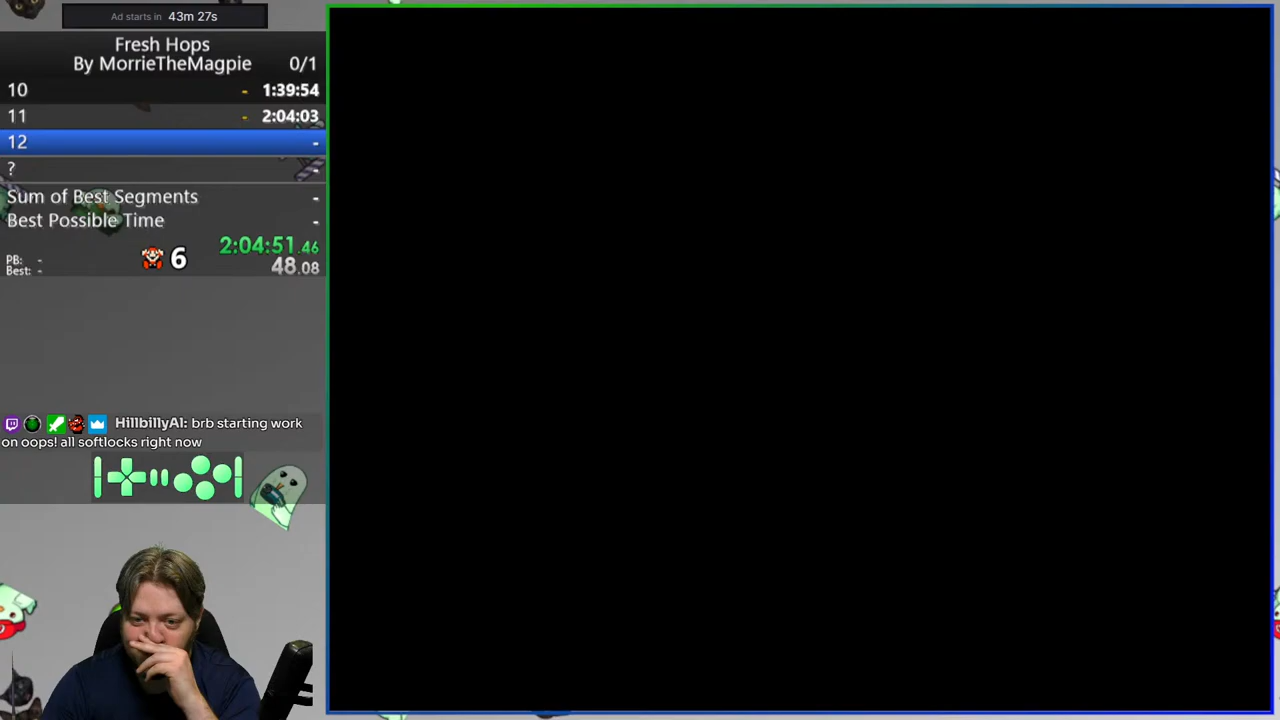 Ad starts in 43m 27s
Fresh Hops
By MorrieTheMagpie 0/1
10 - 1:39:54
11 - 2:04:03
12 -
? -
Sum of Best Segments -
Best Possible Time -
PB: - 6 2:04:51.46
Best: - 48.08
HillbillyAl: brb starting work
on oops! all softlocks right now